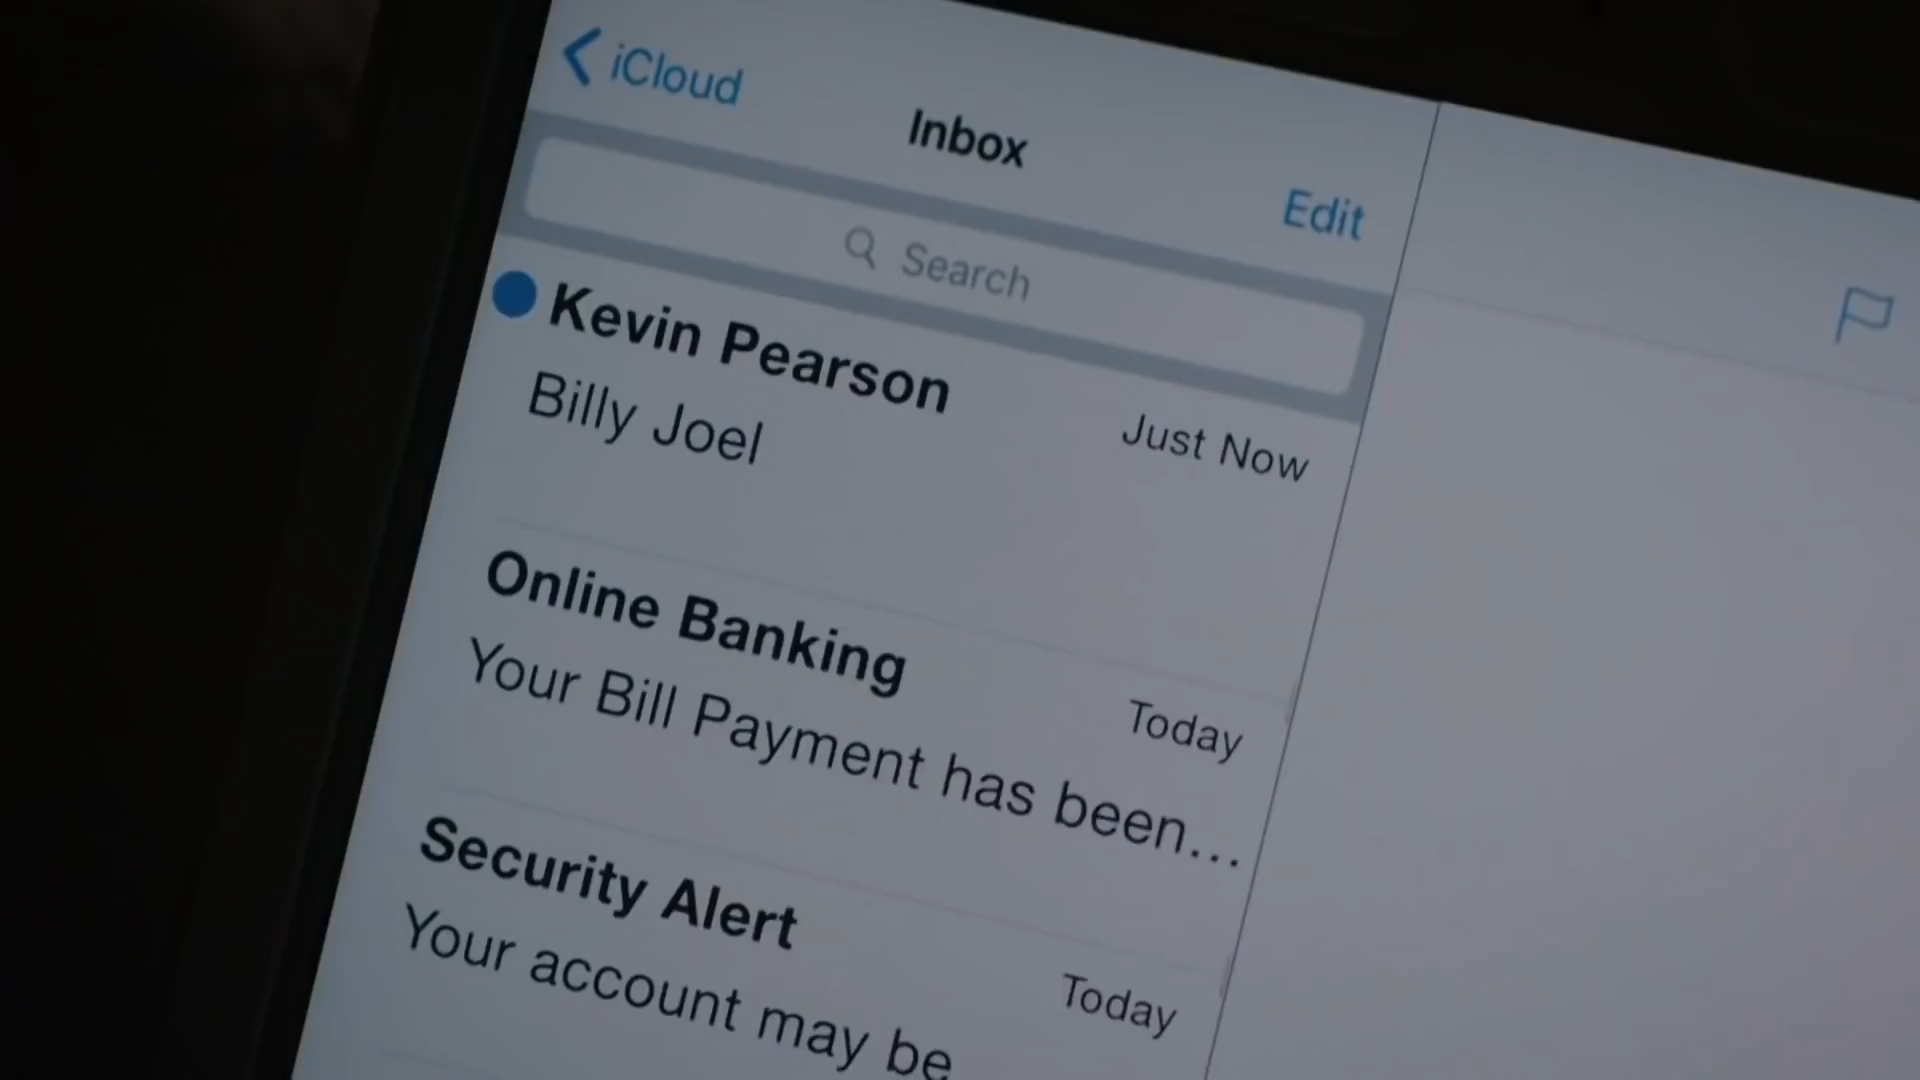 iCloud
Inbox
Edit
Search
Kevin Pearson
Just Now
Billy Joel
Online Banking
Today
Your Bill Payment has been...
Security Alert
Today
Your account may be